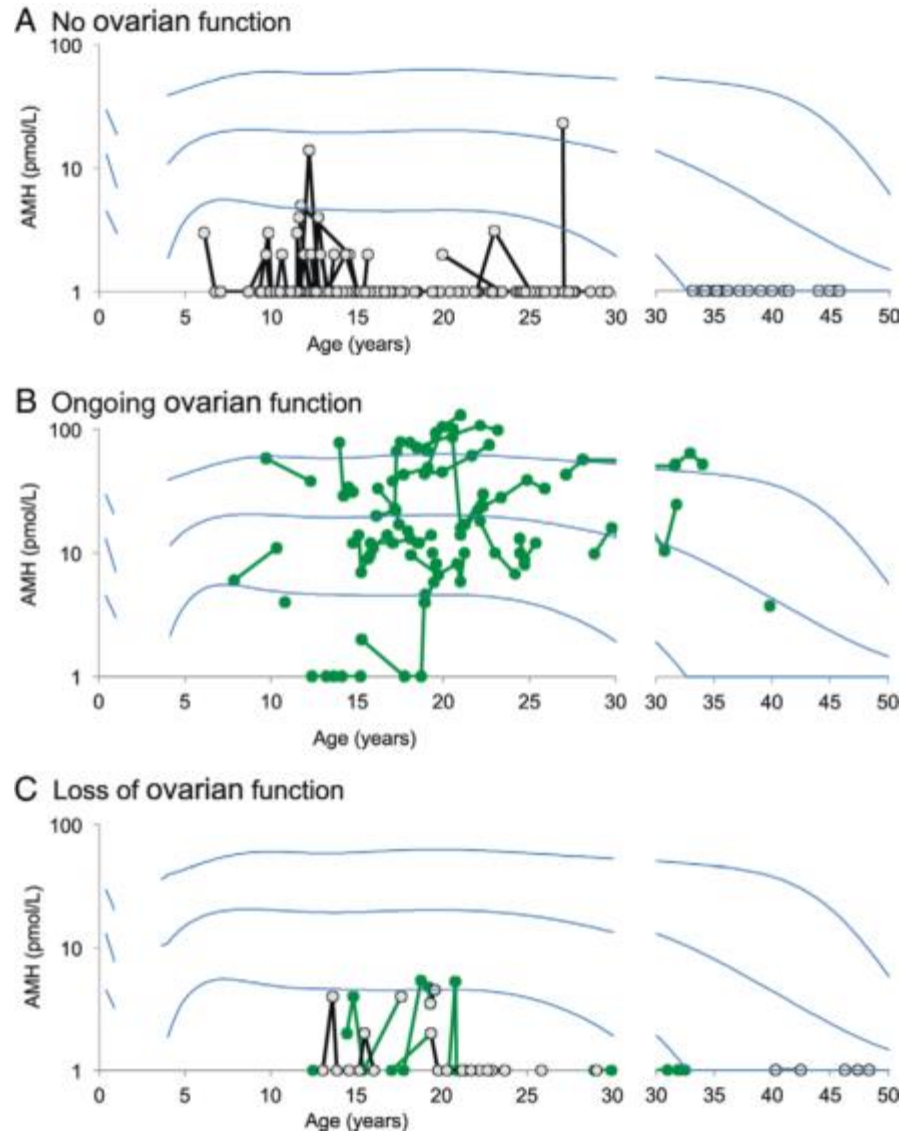 A No ovarian function
100
10
1
AMH (pmol/L)
0 5 10 15 20 25 30 30 35 40 45 50
Age (years)
B Ongoing ovarian function
100
10
1
AMH (pmol/L)
0 5 10 15 20 25 30 30 35 40 45 50
Age (years)
C Loss of ovarian function
100
10
1
AMH (pmol/L)
0 5 10 15 20 25 30 30 35 40 45 50
Age (years)